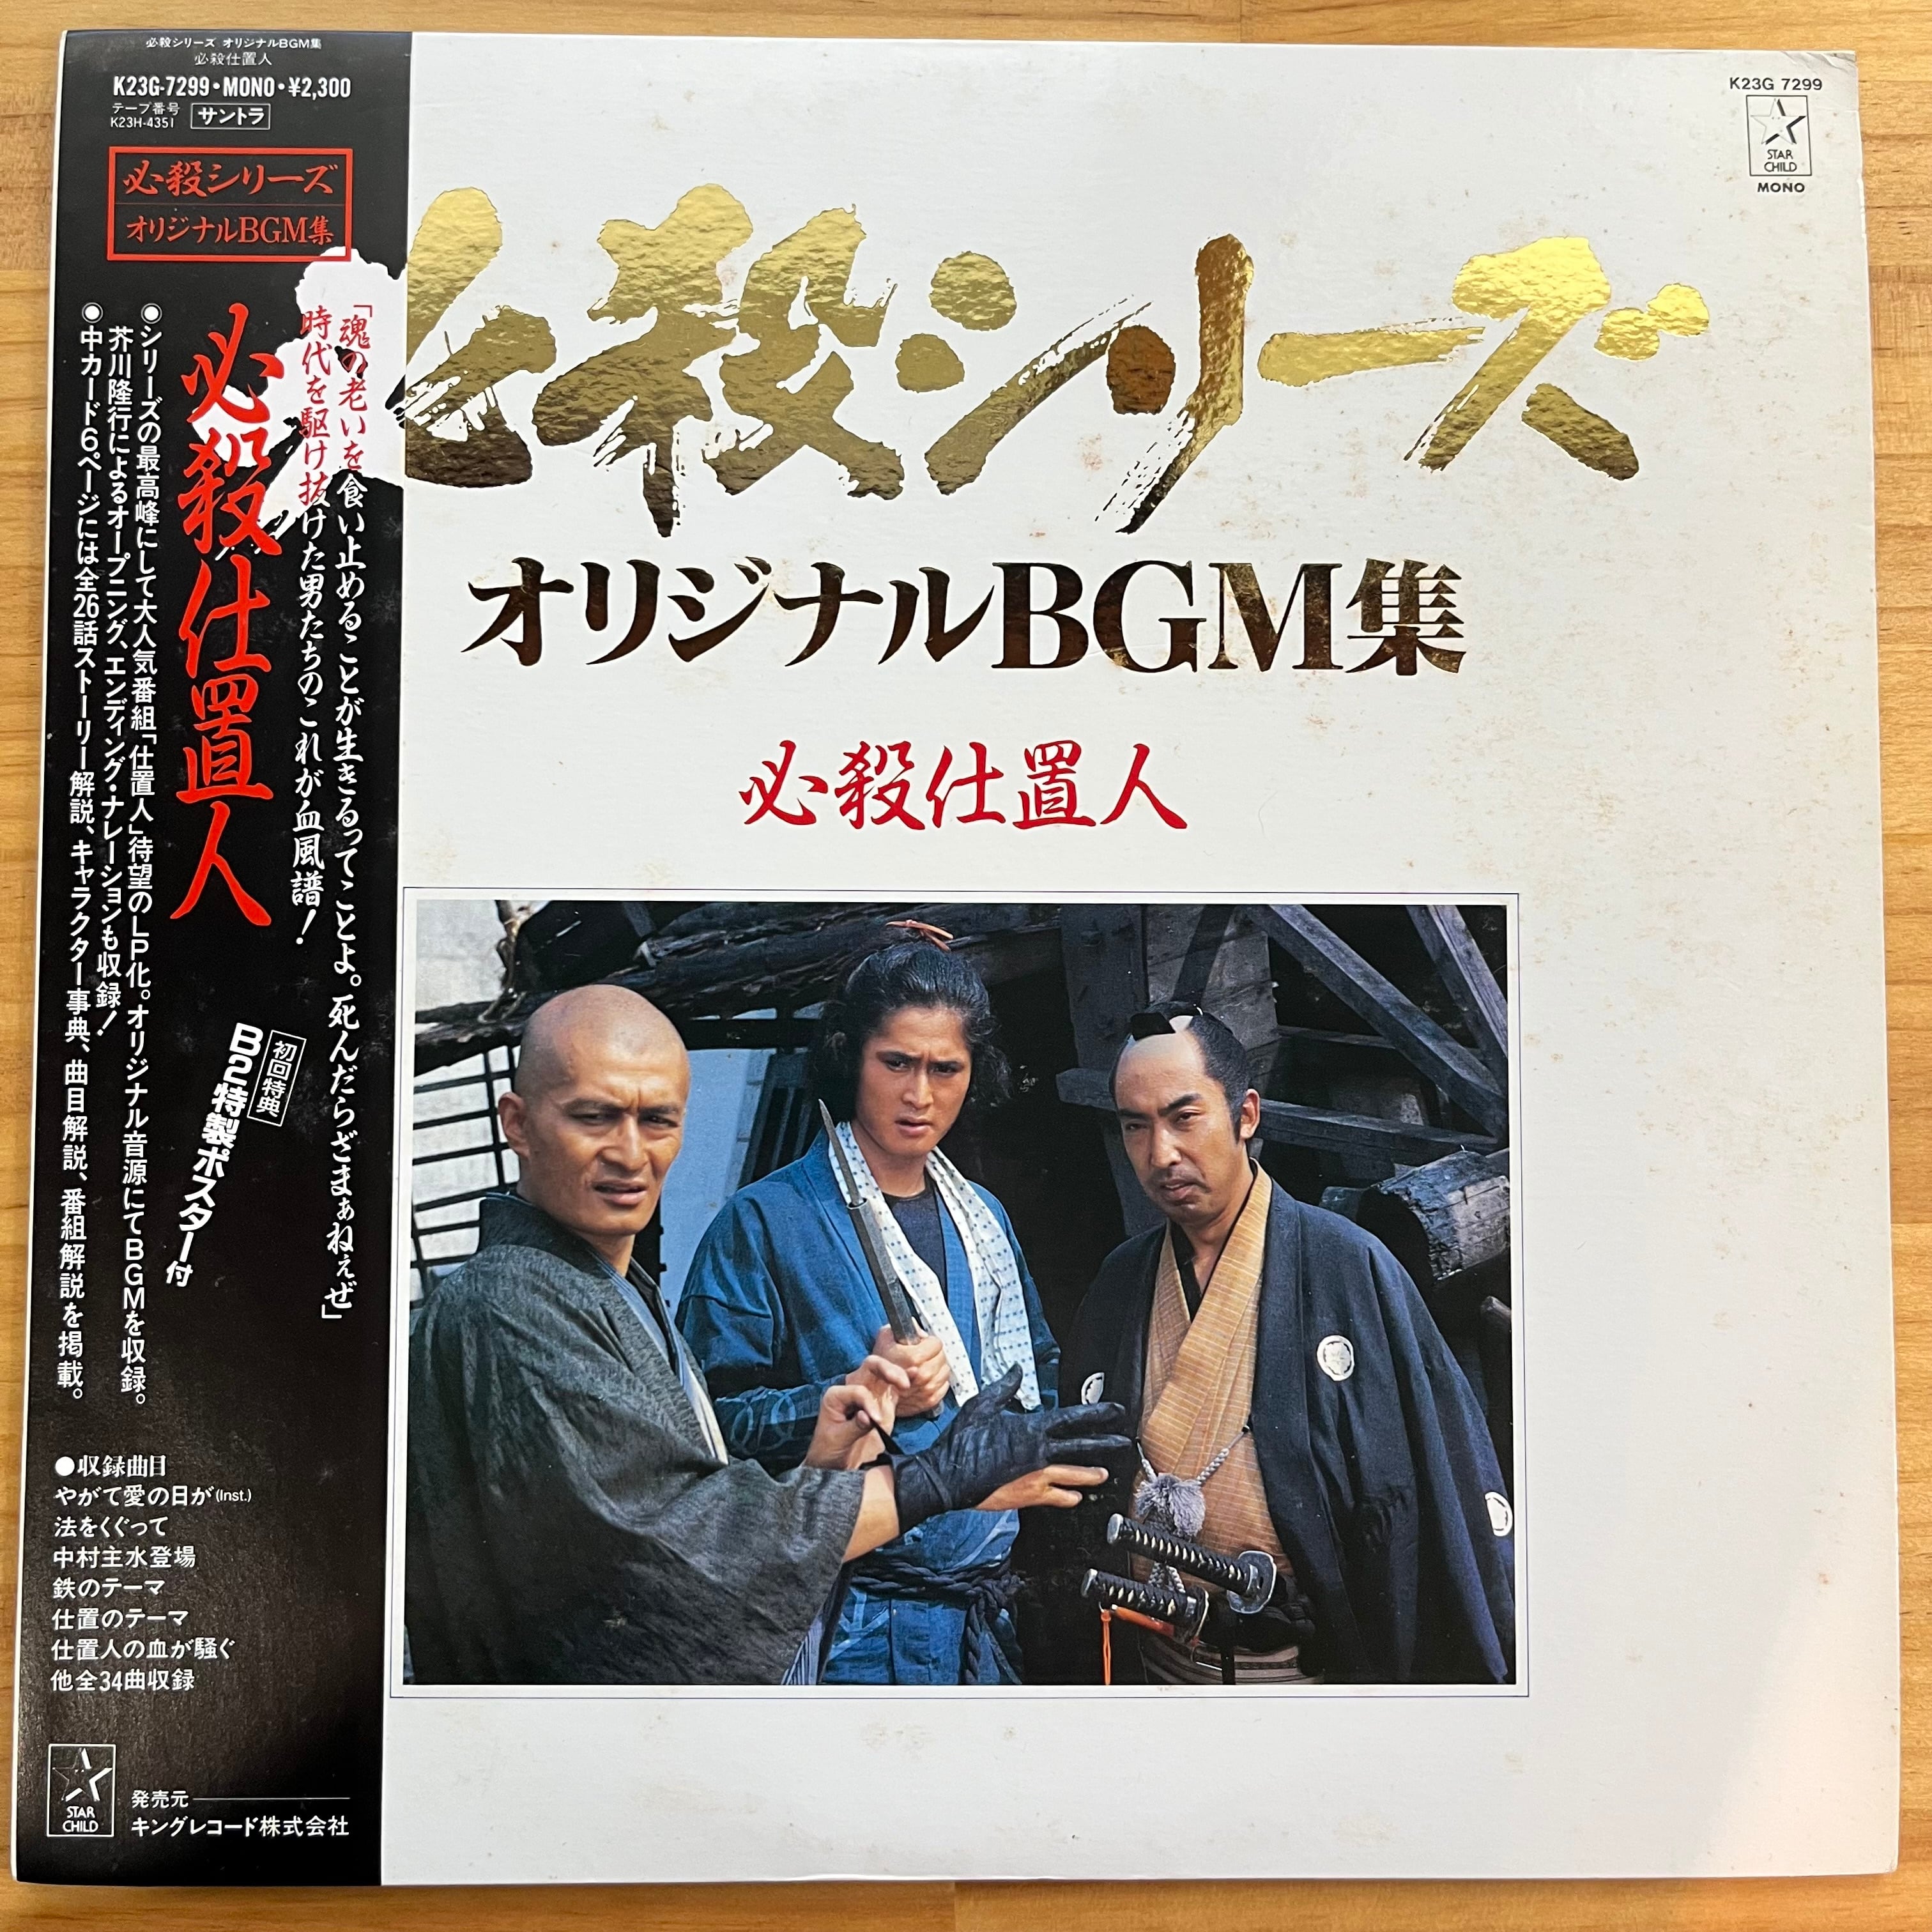 必殺シリーズ オリジナルBGM集
必殺仕置人
K23G-7299・MONO・¥2,300
テープ番号
K23H-4351
サントラ
必殺シリーズ
オリジナルBGM集
「魂の老いを食い止めることが生きるってことよ。死んだらざまぁねぇぜ」
時代を駆け抜けた男たちのこれが血風譜!
必殺仕置人
●シリーズの最高峰にして大人気番組「仕置人」待望のLP化。オリジナル音源にてBGMを収録。
芥川隆行によるオープニング、エンディング・ナレーションも収録!
●中カード6ページには全26話ストーリー解説、キャラクター事典、曲目解説、番組解説を掲載。
初回特典
B2特製ポスター付
●収録曲目
やがて愛の日が(Inst.)
法をくぐって
中村主水登場
鉄のテーマ
仕置のテーマ
仕置人の血が騒ぐ
他全34曲収録
STAR
CHILD
発売元
キングレコード株式会社
K23G 7299
STAR
CHILD
MONO
必殺シリーズ
オリジナルBGM集
必殺仕置人